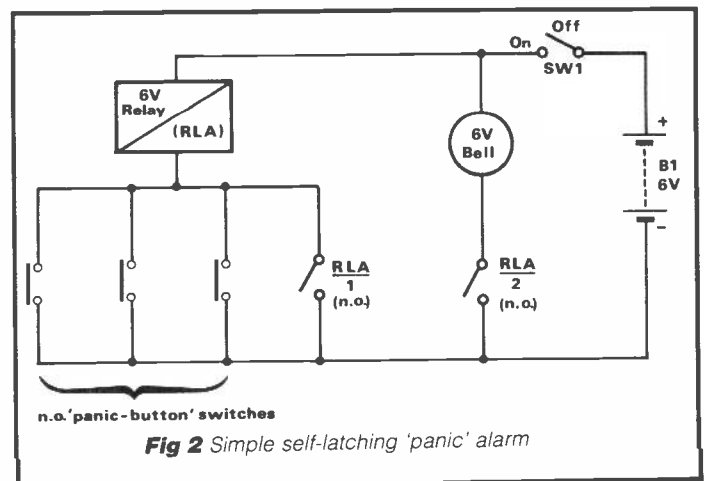 Off
On
SW1
6V
Relay
(RLA)
6V
Bell
+
B1
6V
-
RLA
1
(n.o.)
RLA
2
(n.o.)
n.o.'panic-button' switches
Fig 2 Simple self-latching 'panic' alarm